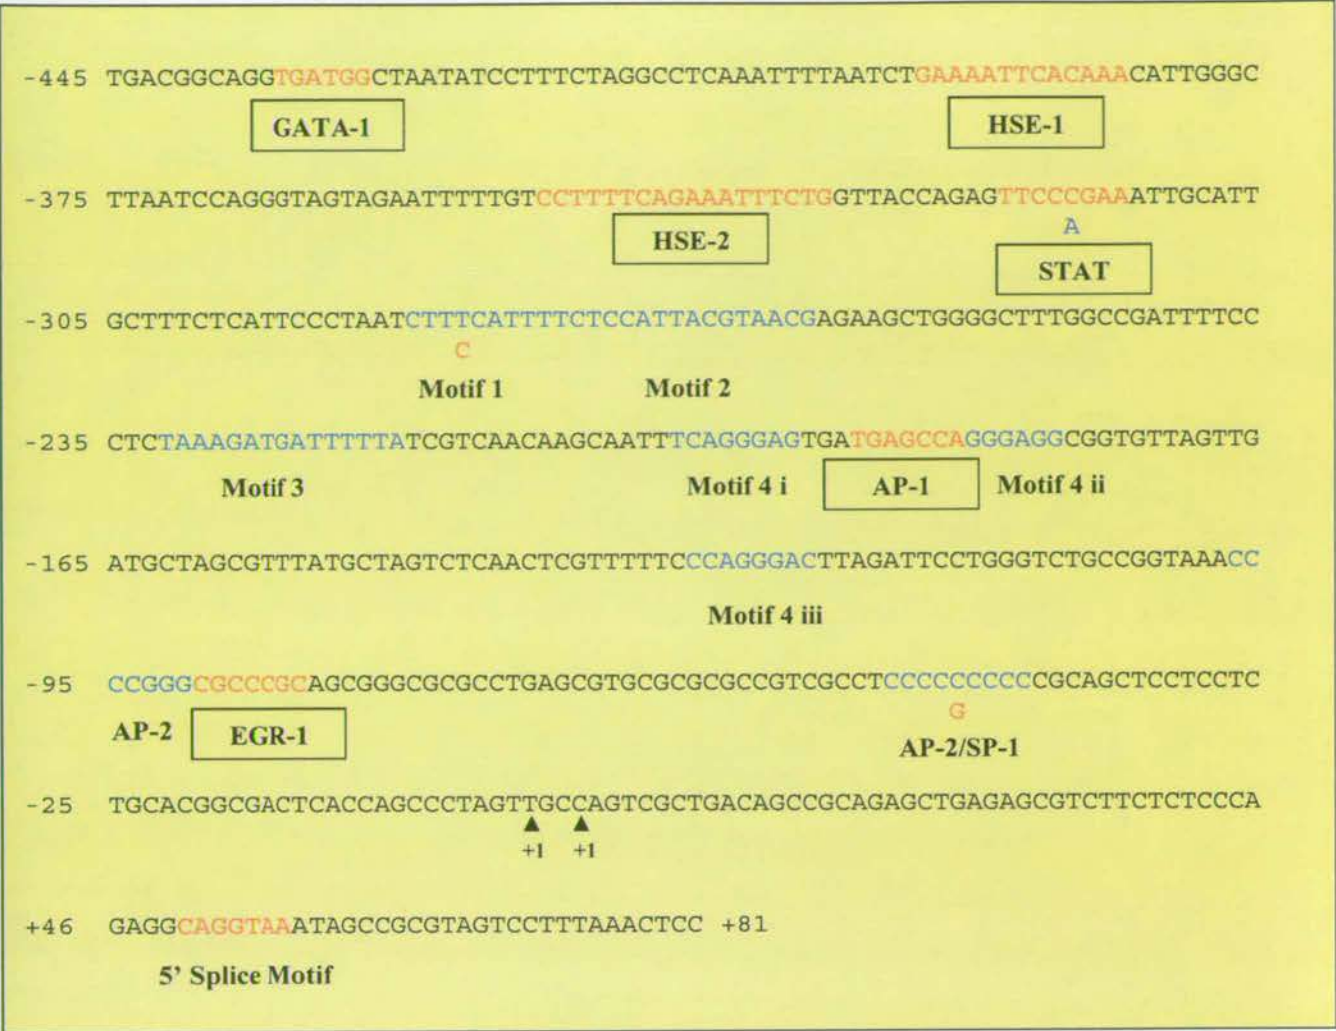 -445 TGACGGCAGGTGATGGCTAATATCCTTTCTAGGCCTCAAATTTTAATCTGAAAATTCACAAACATTGGGC
GATA-1 HSE-1
-375 TTAATCCAGGGTAGTAGAATTTTTGTCCTTTTCAGAAATTTCTGGTTACCAGAGTTCCCGAAATTGCATT
A
HSE-2
STAT
-305 GCTTTCTCATTCCCTAATCTTTCATTTTCTCCATTACGTAACGAGAAGCTGGGGCTTTGGCCGATTTTCC
C
Motif 1 Motif 2
-235 CTCTAAAGATGATTTTTATCGTCAACAAGCAATTTCAGGGAGTGATGAGCCAGGGAGGCGGTGTTAGTTG
Motif 3 Motif 4 i AP-1 Motif 4 ii
-165 ATGCTAGCGTTTATGCTAGTCTCAACTCGTTTTTCCCAGGGACTTAGATTCCTGGGTCTGCCGGTAAACC
Motif 4 iii
-95 CCGGGCGCCCGCAGCGGGCGCGCCTGAGCGTGCGCGCGCCGTCGCCTCCCCCCCCCCGCAGCTCCTCCTC
G
AP-2 EGR-1 AP-2/SP-1
-25 TGCACGGCGACTCACCAGCCCTAGTTGCCAGTCGCTGACAGCCGCAGAGCTGAGAGCGTCTTCTCTCCCA
▲ ▲
+1 +1
+46 GAGGCAGGTAAATAGCCGCGTAGTCCTTTAAACTCC +81
5' Splice Motif